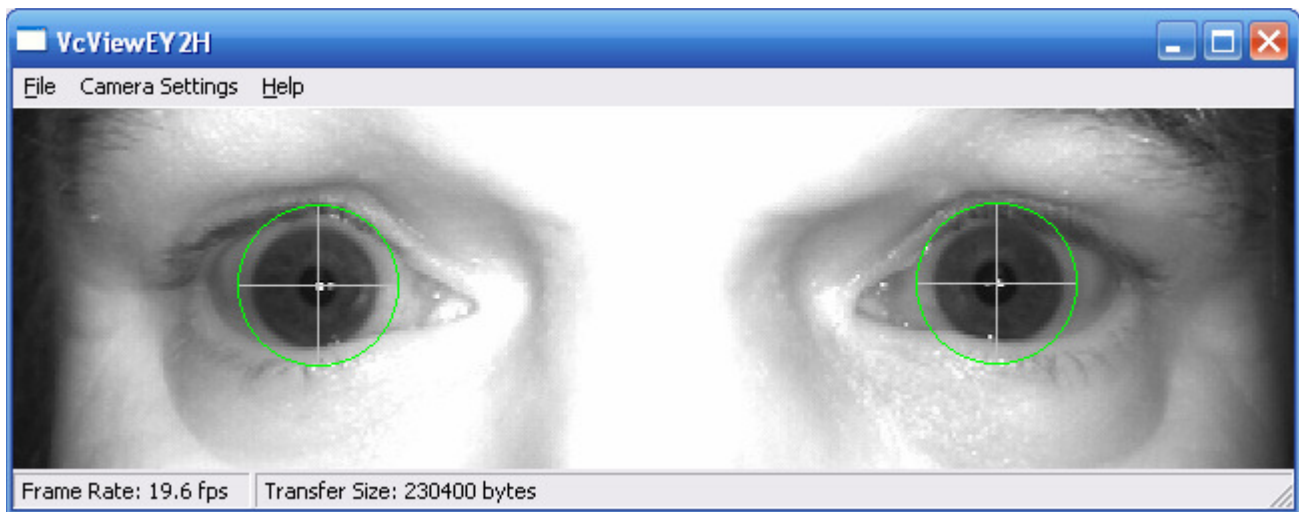 VcViewEY2H
File Camera Settings Help
Frame Rate: 19.6 fps Transfer Size: 230400 bytes